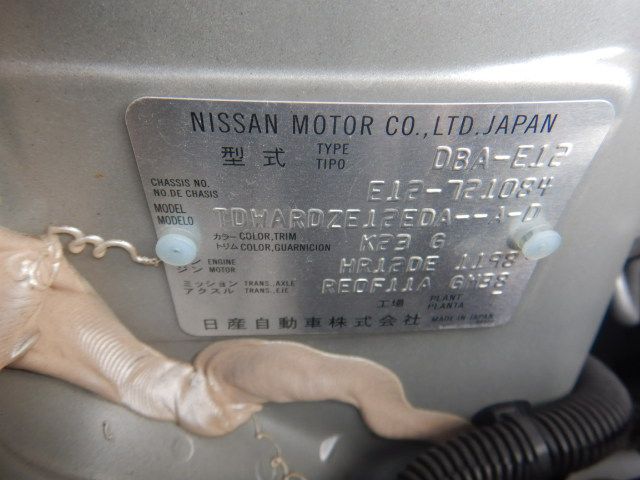 NISSAN MOTOR CO.,LTD.JAPAN
型式 TYPE TIPO DBA-E12
CHASSIS NO. NO.DE CHASIS E12-721084
MODEL MODELO TDHARDZE12EDA--A-D
カラー COLOR,TRIM トリム COLOR,GUARNICION K23 G
エンジン ENGINE MOTOR HR12DE 1198
ミッション TRANS.,AXLE アクスル TRANS.,EJE RE0F11A GM38
工場 PLANT PLANTA
日産自動車株式会社 MADE IN JAPAN